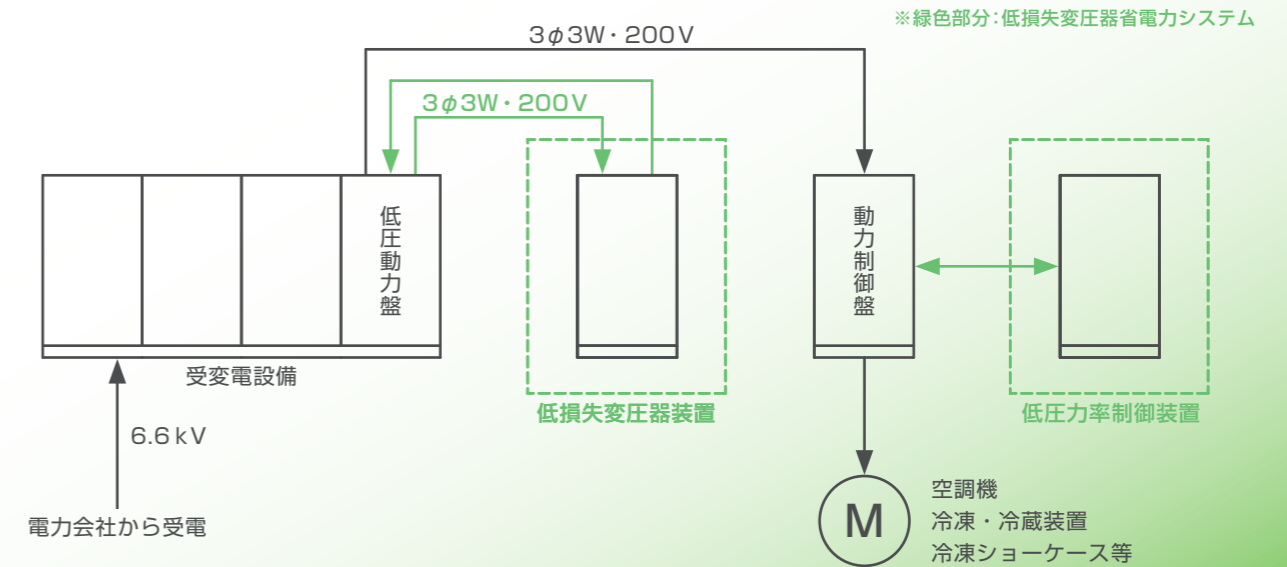 ※緑色部分:低損失変圧器省電力システム
3φ3W・200V
3φ3W・200V
低圧動力盤
動力制御盤
受変電設備
低損失変圧器装置
低圧力率制御装置
6.6kV
電力会社から受電
M
空調機
冷凍・冷蔵装置
冷凍ショーケース等